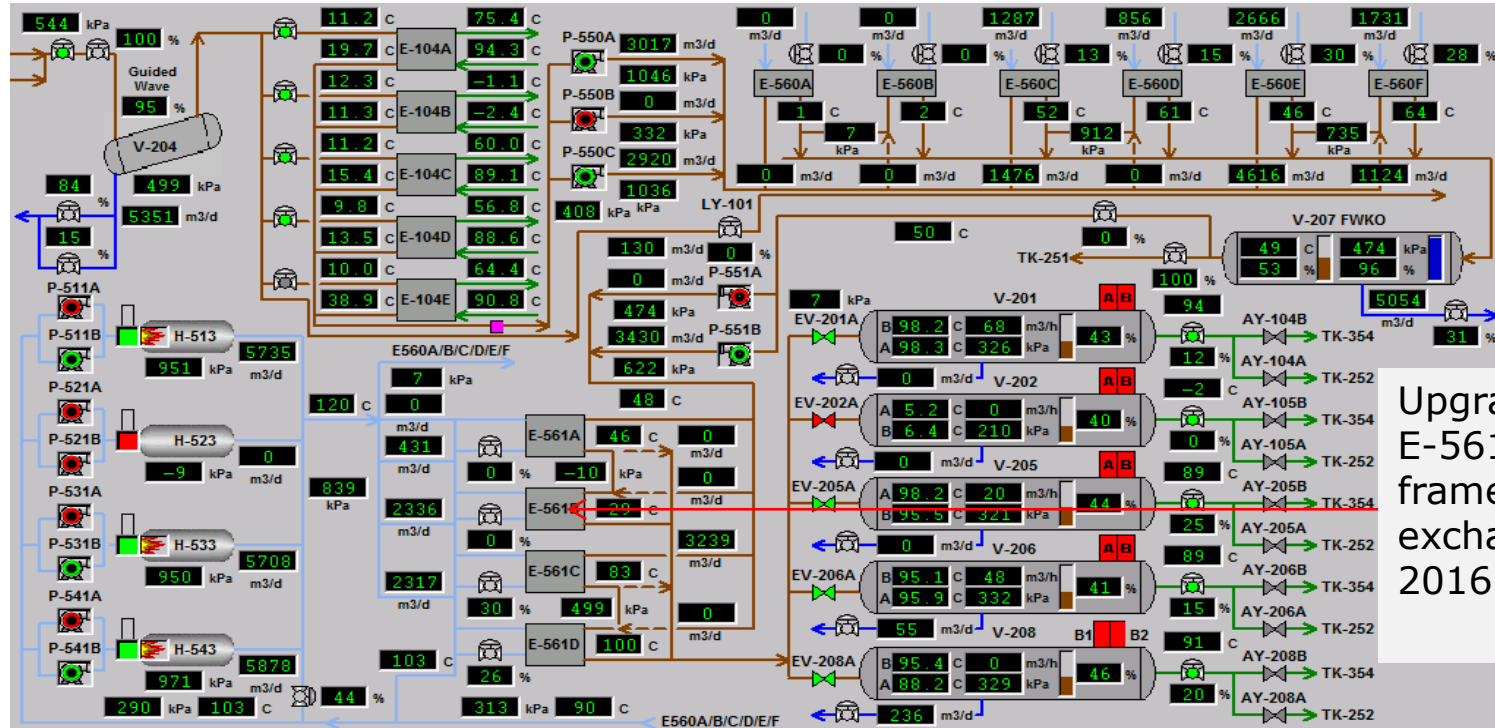 544 kPa 100 % 11.2 C 75.4 C 0 m3/d 0 m3/d 1287 m3/d 856 m3/d 2666 m3/d 1731 m3/d
19.7 C E-104A 94.3 C P-550A 3017 m3/d 0 % 0 % 13 % 15 % 30 % 28 %
Guided Wave 95 % 12.3 C -1.1 C 1046 kPa E-560A E-560B E-560C E-560D E-560E E-560F
P-550B 0 m3/d 1 C 2 C 52 C 61 C 46 C 64 C
11.3 C E-104B -2.4 C 332 kPa 7 kPa 912 kPa 735 kPa
V-204 11.2 C 60.0 C P-550C 2920 m3/d
84 % 499 kPa 15.4 C E-104C 89.1 C 1036 kPa 0 m3/d 0 m3/d 1476 m3/d 0 m3/d 4616 m3/d 1124 m3/d
5351 m3/d 9.8 C 56.8 C 408 kPa LY-101 V-207 FWKO
15 % 13.5 C E-104D 88.6 C 130 m3/d 0 % 50 C 0 % 49 C 474 kPa
10.0 C 64.4 C 0 m3/d P-551A TK-251 100 % 53 % 96 %
P-511A 38.9 C E-104E 90.8 C 474 kPa 7 kPa V-201 A B 94 5054 m3/d 31 %
P-511B H-513 5735 m3/d 3430 m3/d P-551B EV-201A B 98.2 C 68 m3/h 43 % C AY-104B TK-354
951 kPa E560A/B/C/D/E/F 622 kPa A 98.3 C 326 kPa 12 % AY-104A TK-252
7 kPa 48 C 0 m3/d V-202 A B -2 C
P-521A 120 C 0 m3/d EV-202A A 5.2 C 0 m3/h 40 % AY-105B TK-354
P-521B H-523 0 m3/d 431 m3/d E-561A 46 C 0 m3/d B 6.4 C 210 kPa 0 % AY-105A TK-252
-9 kPa 0 % -10 kPa 0 m3/d V-205 A B 89 C
P-531A 839 kPa 2336 m3/d 29 C 0 m3/d EV-205A A 98.2 C 20 m3/h 44 % AY-205B TK-354
P-531B H-533 5708 m3/d 0 % 3239 m3/d B 95.5 C 321 kPa 25 % AY-205A TK-252
950 kPa E-561C 83 C 0 m3/d V-206 A B 89 C
2317 m3/d 30 % 499 kPa EV-206A B 95.1 C 48 m3/h 41 % AY-206B TK-354
P-541A 0 m3/d A 95.9 C 332 kPa 15 % AY-206A TK-252
P-541B H-543 5878 m3/d 103 C E-561D 100 C 55 m3/d V-208 B1 B2 91 C
971 kPa 26 % EV-208A B 95.4 C 0 m3/h 46 % AY-208B TK-354
290 kPa 103 C 44 % 313 kPa 90 C A 88.2 C 329 kPa 20 % AY-208A TK-252
E560A/B/C/D/E/F 236 m3/d
E-561
2016